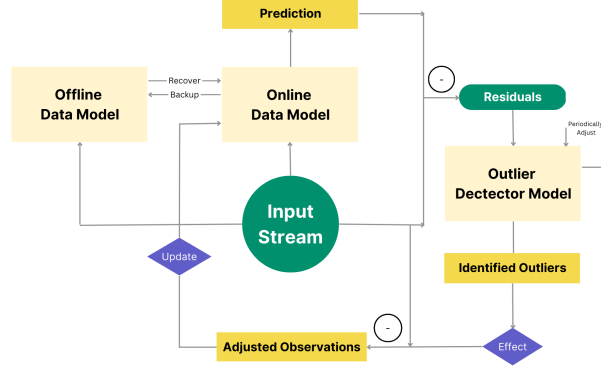 Prediction
Offline
Data Model
Recover
Backup
Online
Data Model
-
Residuals
Periodically
Adjust
Outlier
Dectector Model
Input
Stream
Update
Identified Outliers
-
Adjusted Observations
Effect